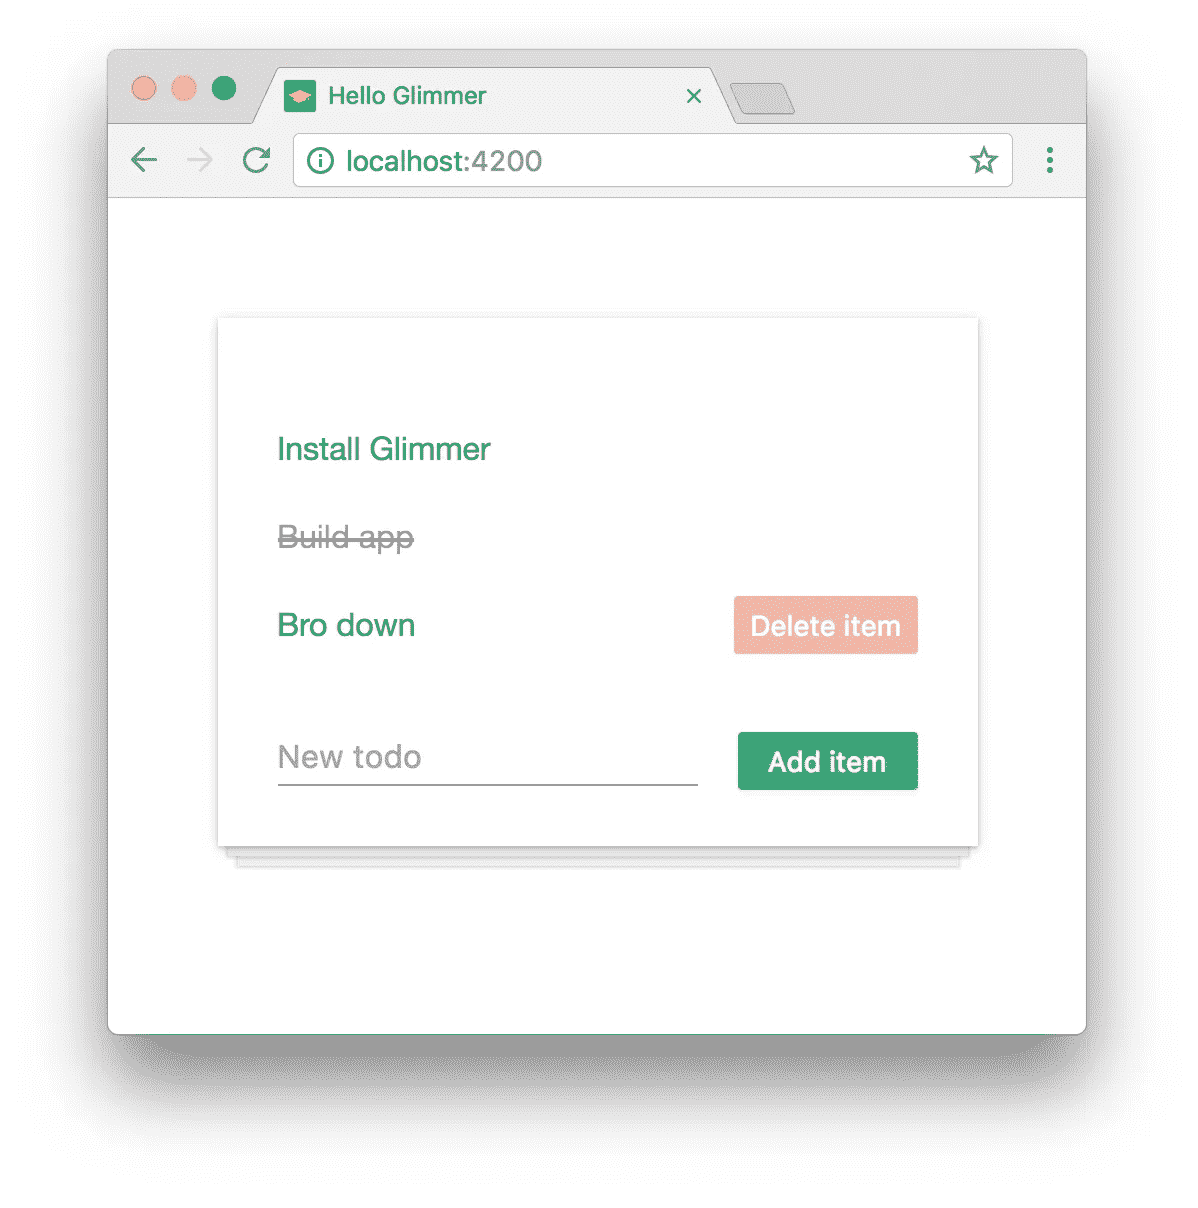 Hello Glimmer
localhost:4200
Install Glimmer
Build app
Bro down
Delete item
New todo
Add item